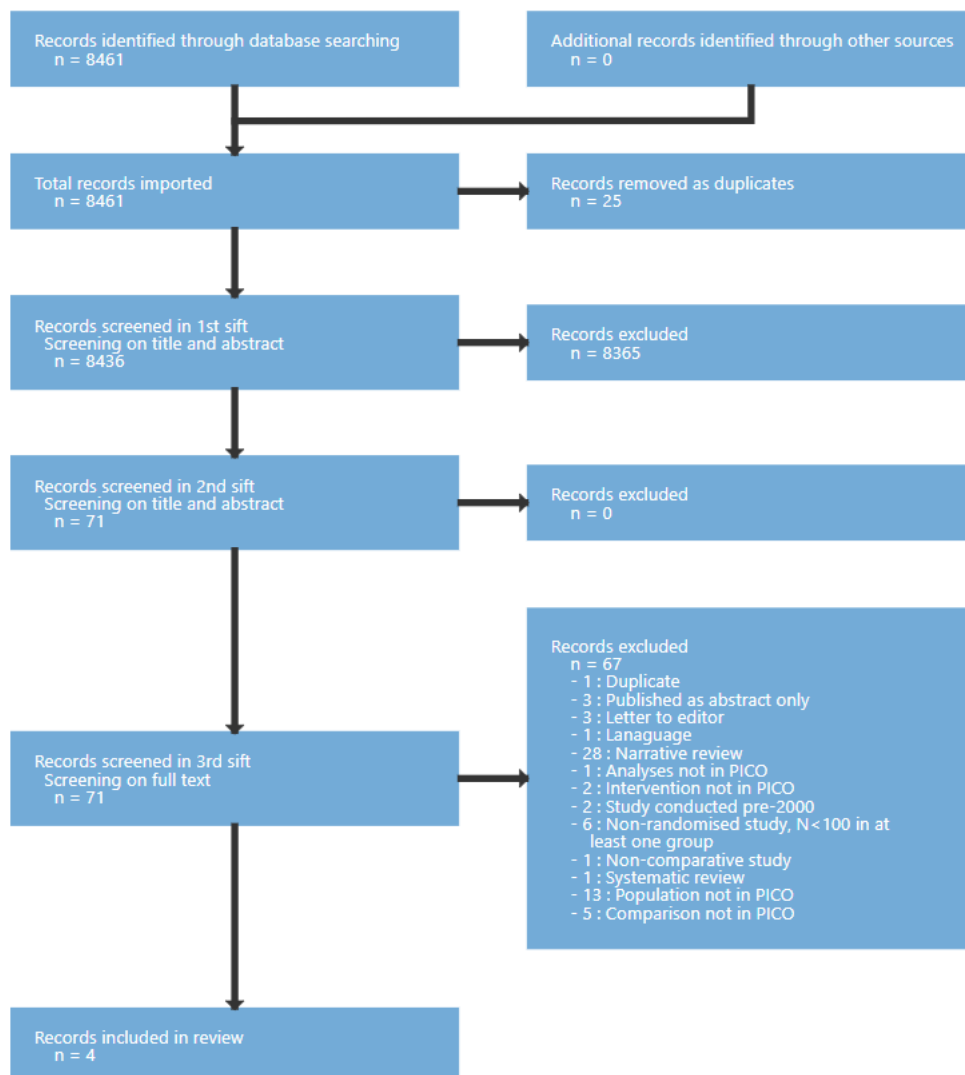 Records identified through database searching
n = 8461
Additional records identified through other sources
n = 0
Total records imported
n = 8461
Records removed as duplicates
n = 25
Records screened in 1st sift
Screening on title and abstract
n = 8436
Records excluded
n = 8365
Records screened in 2nd sift
Screening on title and abstract
n = 71
Records excluded
n = 0
Records screened in 3rd sift
Screening on full text
n = 71
Records excluded
n = 67
- 1 : Duplicate
- 3 : Published as abstract only
- 3 : Letter to editor
- 1 : Lanaguage
- 28 : Narrative review
- 1 : Analyses not in PICO
- 2 : Intervention not in PICO
- 2 : Study conducted pre-2000
- 6 : Non-randomised study, N<100 in at
least one group
- 1 : Non-comparative study
- 1 : Systematic review
- 13 : Population not in PICO
- 5 : Comparison not in PICO
Records included in review
n = 4